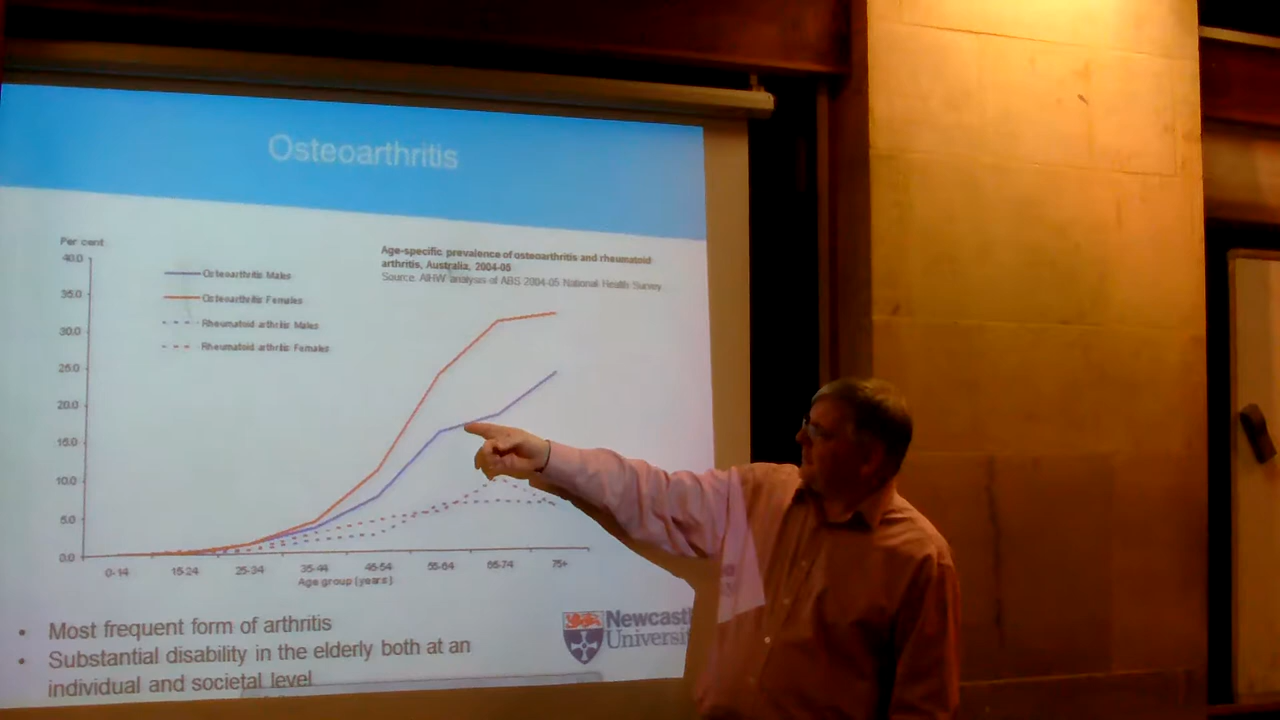 Osteoarthritis
Per cent
Age-specific prevalence of osteoarthritis and rheumatoid
arthritis, Australia, 2004-05
Source: AIHW analysis of ABS 2004-05 National Health Survey
40.0
35.0
30.0
25.0
20.0
15.0
10.0
5.0
0.0
Osteoarthritis Males
Osteoarthritis Females
Rheumatoid arthritis Males
Rheumatoid arthritis Females
0-14 15-24 25-34 35-44 45-54 55-64 65-74 75+
Age group (years)
• Most frequent form of arthritis
• Substantial disability in the elderly both at an
individual and societal level
Newcastl
Universi